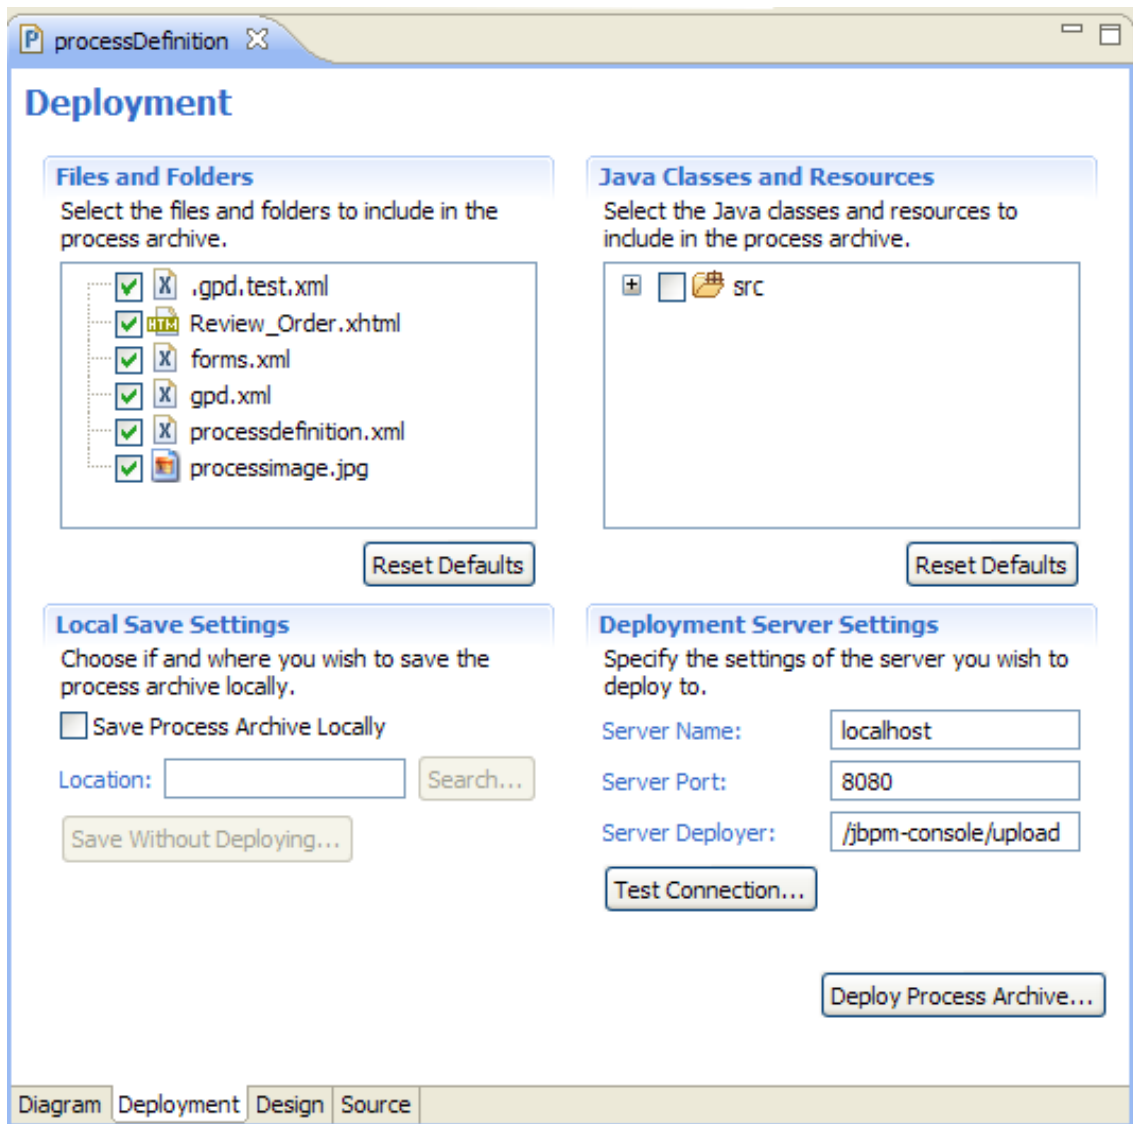 processDefinition
Deployment
Files and Folders
Select the files and folders to include in the
process archive.
.gpd.test.xml
Review_Order.xhtml
forms.xml
gpd.xml
processdefinition.xml
processimage.jpg
Reset Defaults
Java Classes and Resources
Select the Java classes and resources to
include in the process archive.
src
Reset Defaults
Local Save Settings
Choose if and where you wish to save the
process archive locally.
Save Process Archive Locally
Location:
Search...
Save Without Deploying...
Deployment Server Settings
Specify the settings of the server you wish to
deploy to.
Server Name: localhost
Server Port: 8080
Server Deployer: /jbpm-console/upload
Test Connection...
Deploy Process Archive...
Diagram Deployment Design Source